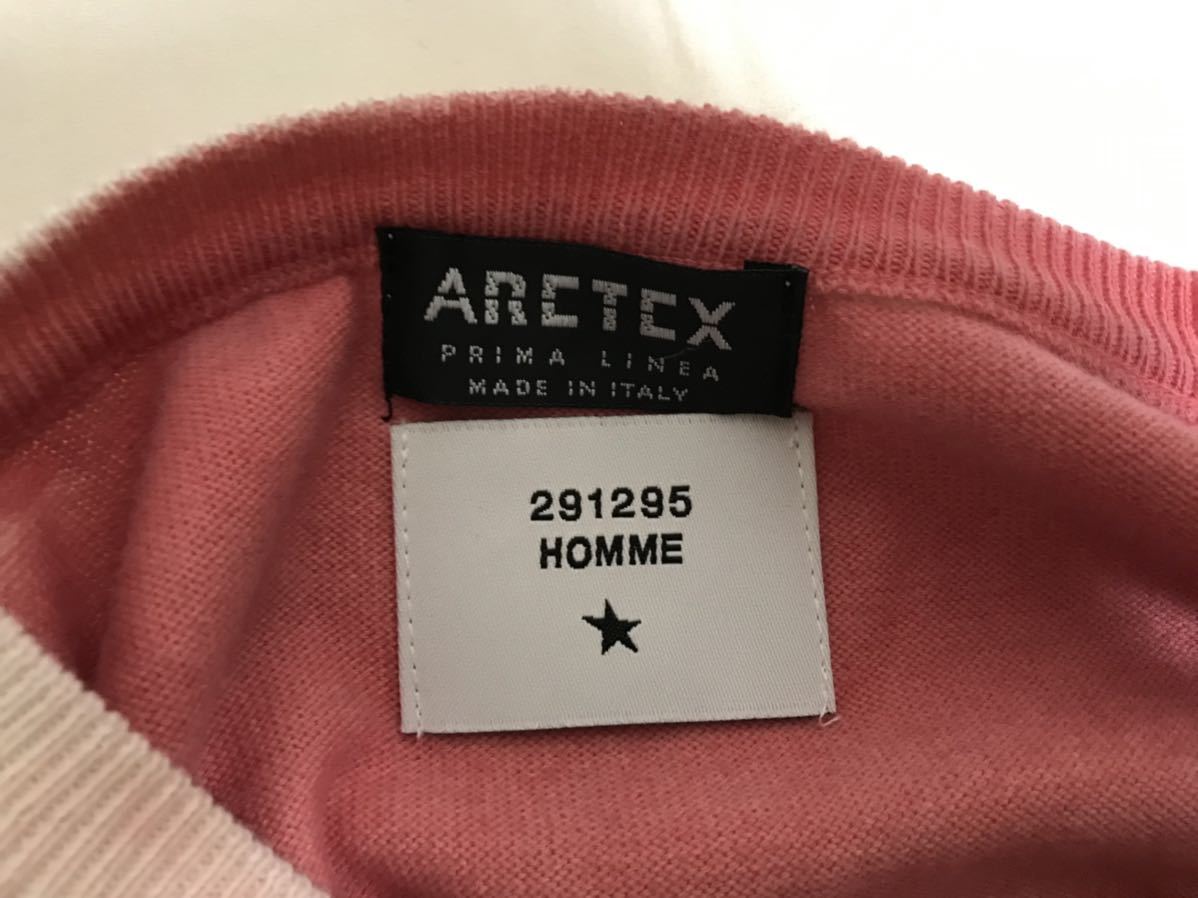 ARETEX
PRIMA LINEA
MADE IN ITALY
291295
HOMME